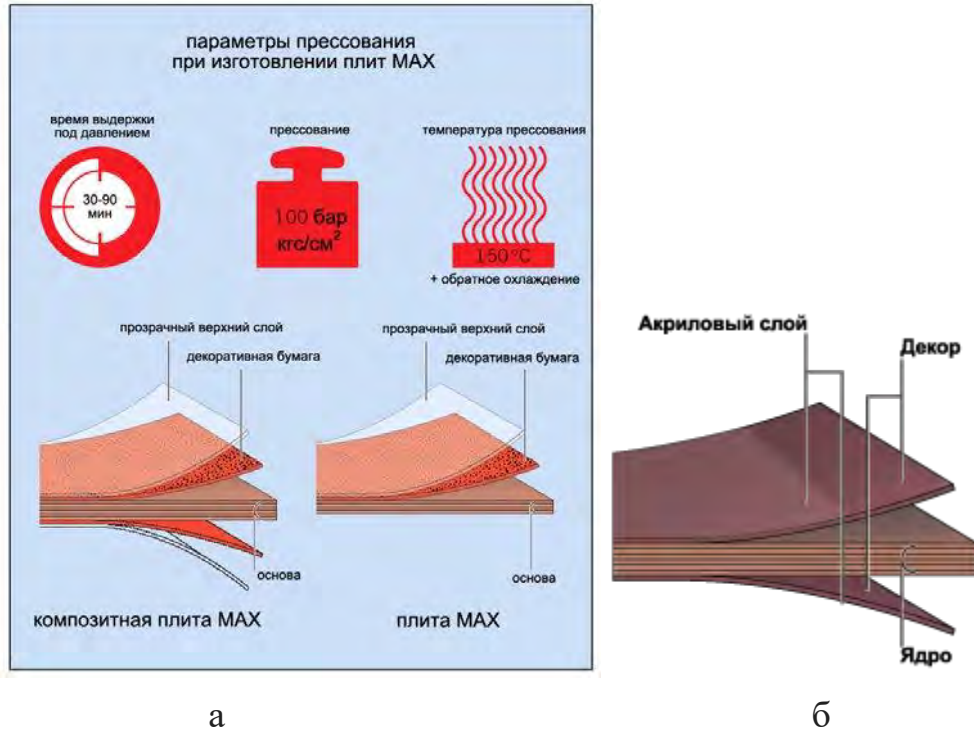 параметры прессования
при изготовлении плит MAX
время выдержки
под давлением
прессование
температура прессования
30-90
мин
100 бар
кгс/см²
150 °C
+ обратное охлаждение
прозрачный верхний слой
декоративная бумага
прозрачный верхний слой
декоративная бумага
основа
основа
композитная плита MAX
плита MAX
Акриловый слой
Декор
Ядро
а
б